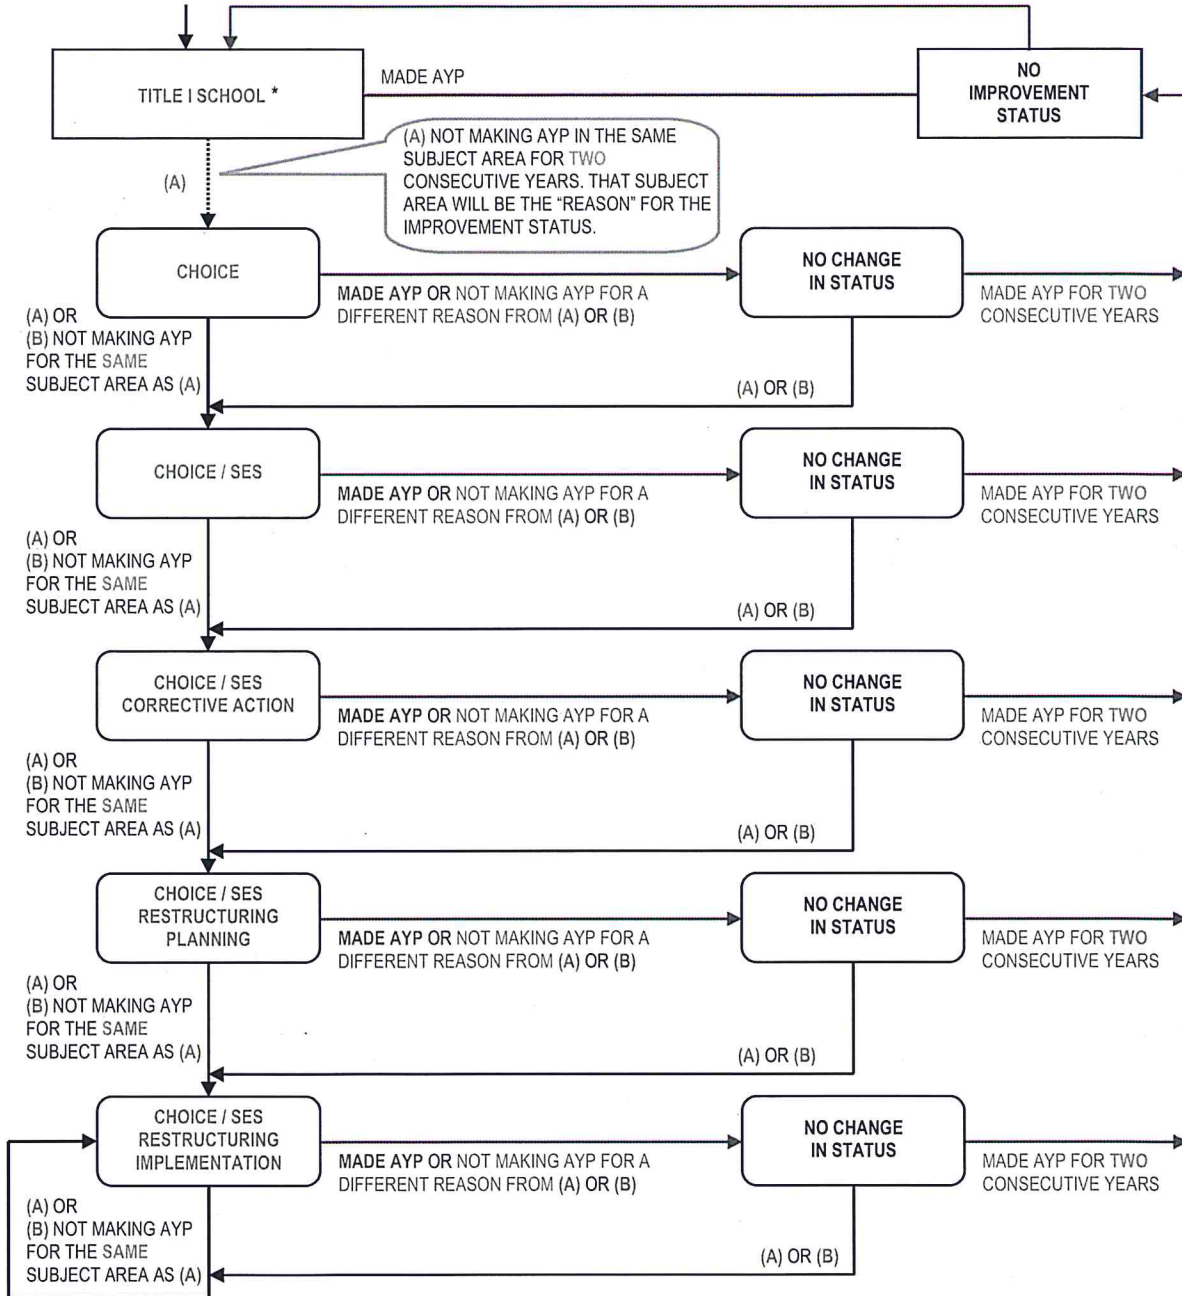 TITLE I SCHOOL *
MADE AYP
NO
IMPROVEMENT
STATUS
(A)
(A) NOT MAKING AYP IN THE SAME
SUBJECT AREA FOR TWO
CONSECUTIVE YEARS. THAT SUBJECT
AREA WILL BE THE “REASON” FOR THE
IMPROVEMENT STATUS.
CHOICE
MADE AYP OR NOT MAKING AYP FOR A
DIFFERENT REASON FROM (A) OR (B)
NO CHANGE
IN STATUS
MADE AYP FOR TWO
CONSECUTIVE YEARS
(A) OR
(B) NOT MAKING AYP
FOR THE SAME
SUBJECT AREA AS (A)
(A) OR (B)
CHOICE / SES
MADE AYP OR NOT MAKING AYP FOR A
DIFFERENT REASON FROM (A) OR (B)
NO CHANGE
IN STATUS
MADE AYP FOR TWO
CONSECUTIVE YEARS
(A) OR
(B) NOT MAKING AYP
FOR THE SAME
SUBJECT AREA AS (A)
(A) OR (B)
CHOICE / SES
CORRECTIVE ACTION
MADE AYP OR NOT MAKING AYP FOR A
DIFFERENT REASON FROM (A) OR (B)
NO CHANGE
IN STATUS
MADE AYP FOR TWO
CONSECUTIVE YEARS
(A) OR
(B) NOT MAKING AYP
FOR THE SAME
SUBJECT AREA AS (A)
(A) OR (B)
CHOICE / SES
RESTRUCTURING
PLANNING
MADE AYP OR NOT MAKING AYP FOR A
DIFFERENT REASON FROM (A) OR (B)
NO CHANGE
IN STATUS
MADE AYP FOR TWO
CONSECUTIVE YEARS
(A) OR
(B) NOT MAKING AYP
FOR THE SAME
SUBJECT AREA AS (A)
(A) OR (B)
CHOICE / SES
RESTRUCTURING
IMPLEMENTATION
MADE AYP OR NOT MAKING AYP FOR A
DIFFERENT REASON FROM (A) OR (B)
NO CHANGE
IN STATUS
MADE AYP FOR TWO
CONSECUTIVE YEARS
(A) OR
(B) NOT MAKING AYP
FOR THE SAME
SUBJECT AREA AS (A)
(A) OR (B)